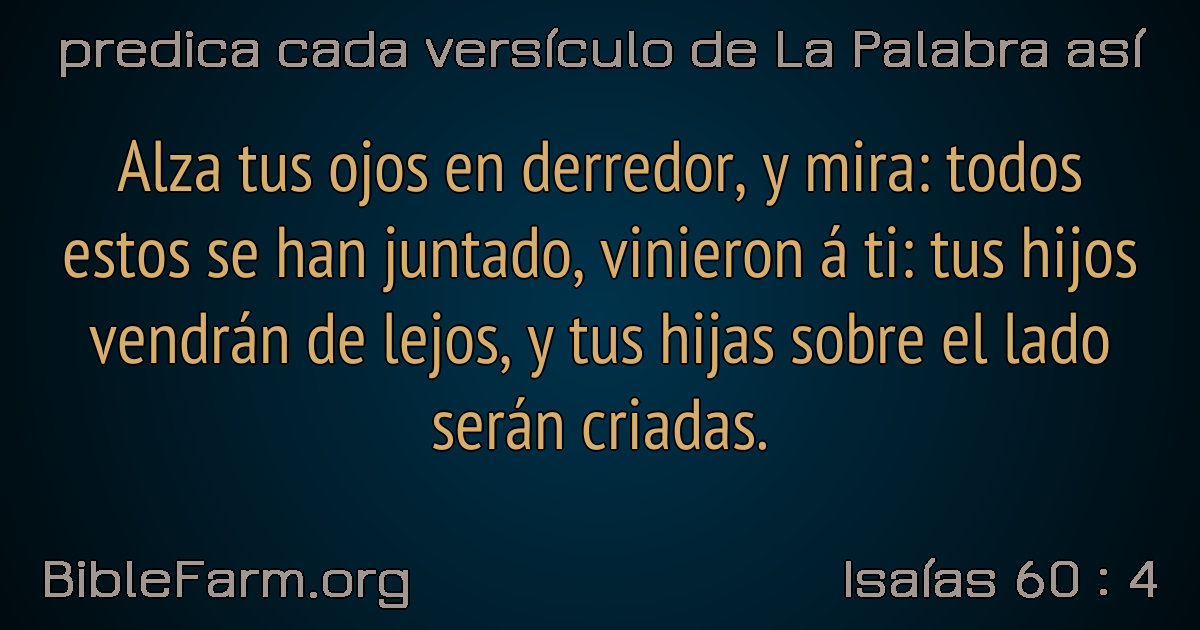 predica cada versículo de La Palabra así
Alza tus ojos en derredor, y mira: todos
estos se han juntado, vinieron á ti: tus hijos
vendrán de lejos, y tus hijas sobre el lado
serán criadas.
BibleFarm.org
Isaías 60 : 4